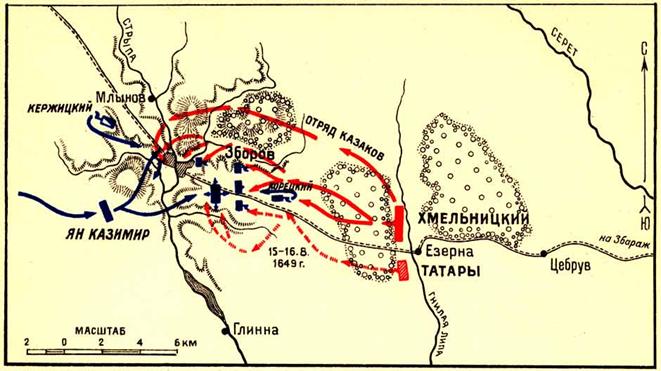 СТРЫПА
СЕРЕТ
МЛЫНОВ
КЕРЖИЦКИЙ
ОТРЯД КАЗАКОВ
С
Ю
ЗБОРОВ
КОРЕЦКИЙ
ХМЕЛЬНИЦКИЙ
ЯН КАЗИМИР
на Збараж
15-16.8.
1649 г.
Езерна
ТАТАРЫ
Цебрув
ГНИЛАЯ ЛИПА
Глинна
МАСШТАБ
2 0 2 4 6 км